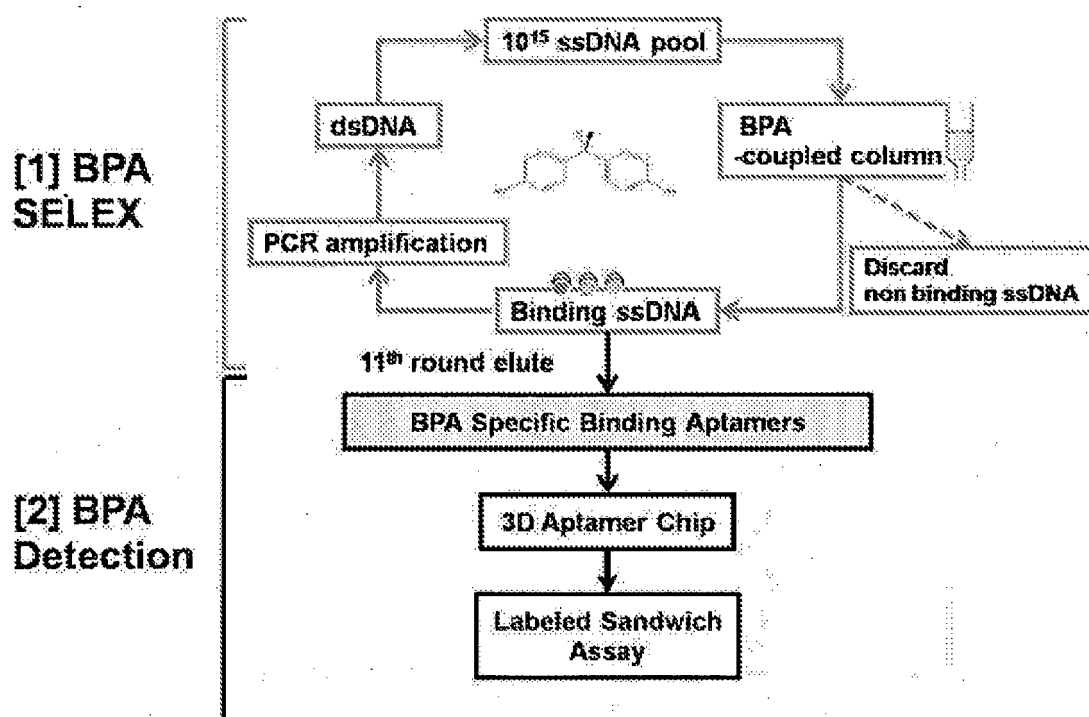 10¹⁵ ssDNA pool
dsDNA
BPA
-coupled column
[1] BPA
SELEX
PCR amplification
Discard
non binding ssDNA
Binding ssDNA
11th round elute
BPA Specific Binding Aptamers
[2] BPA
Detection
3D Aptamer Chip
Labeled Sandwich
Assay